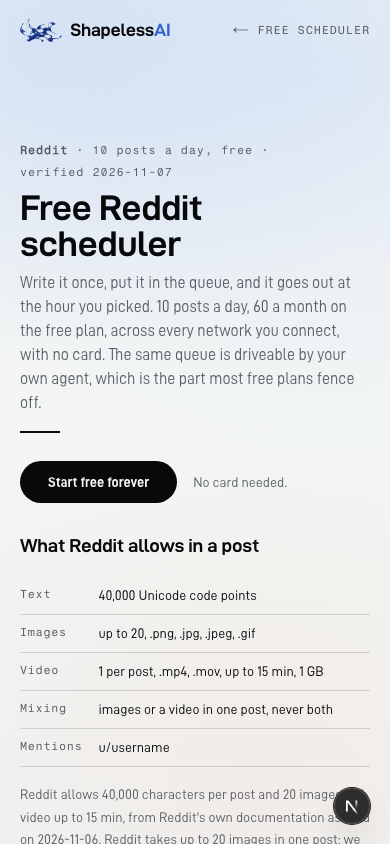 ShapelessAI
← FREE SCHEDULER
Reddit · 10 posts a day, free ·
verified 2026-11-07
Free Reddit
scheduler
Write it once, put it in the queue, and it goes out at
the hour you picked. 10 posts a day, 60 a month on
the free plan, across every network you connect,
with no card. The same queue is driveable by your
own agent, which is the part most free plans fence
off.
Start free forever
No card needed.
What Reddit allows in a post
Text 40,000 Unicode code points
Images up to 20, .png, .jpg, .jpeg, .gif
Video 1 per post, .mp4, .mov, up to 15 min, 1 GB
Mixing images or a video in one post, never both
Mentions u/username
Reddit allows 40,000 characters per post and 20 images
N
video up to 15 min, from Reddit's own documentation
on 2026-11-06. Reddit takes up to 20 images in one post; we